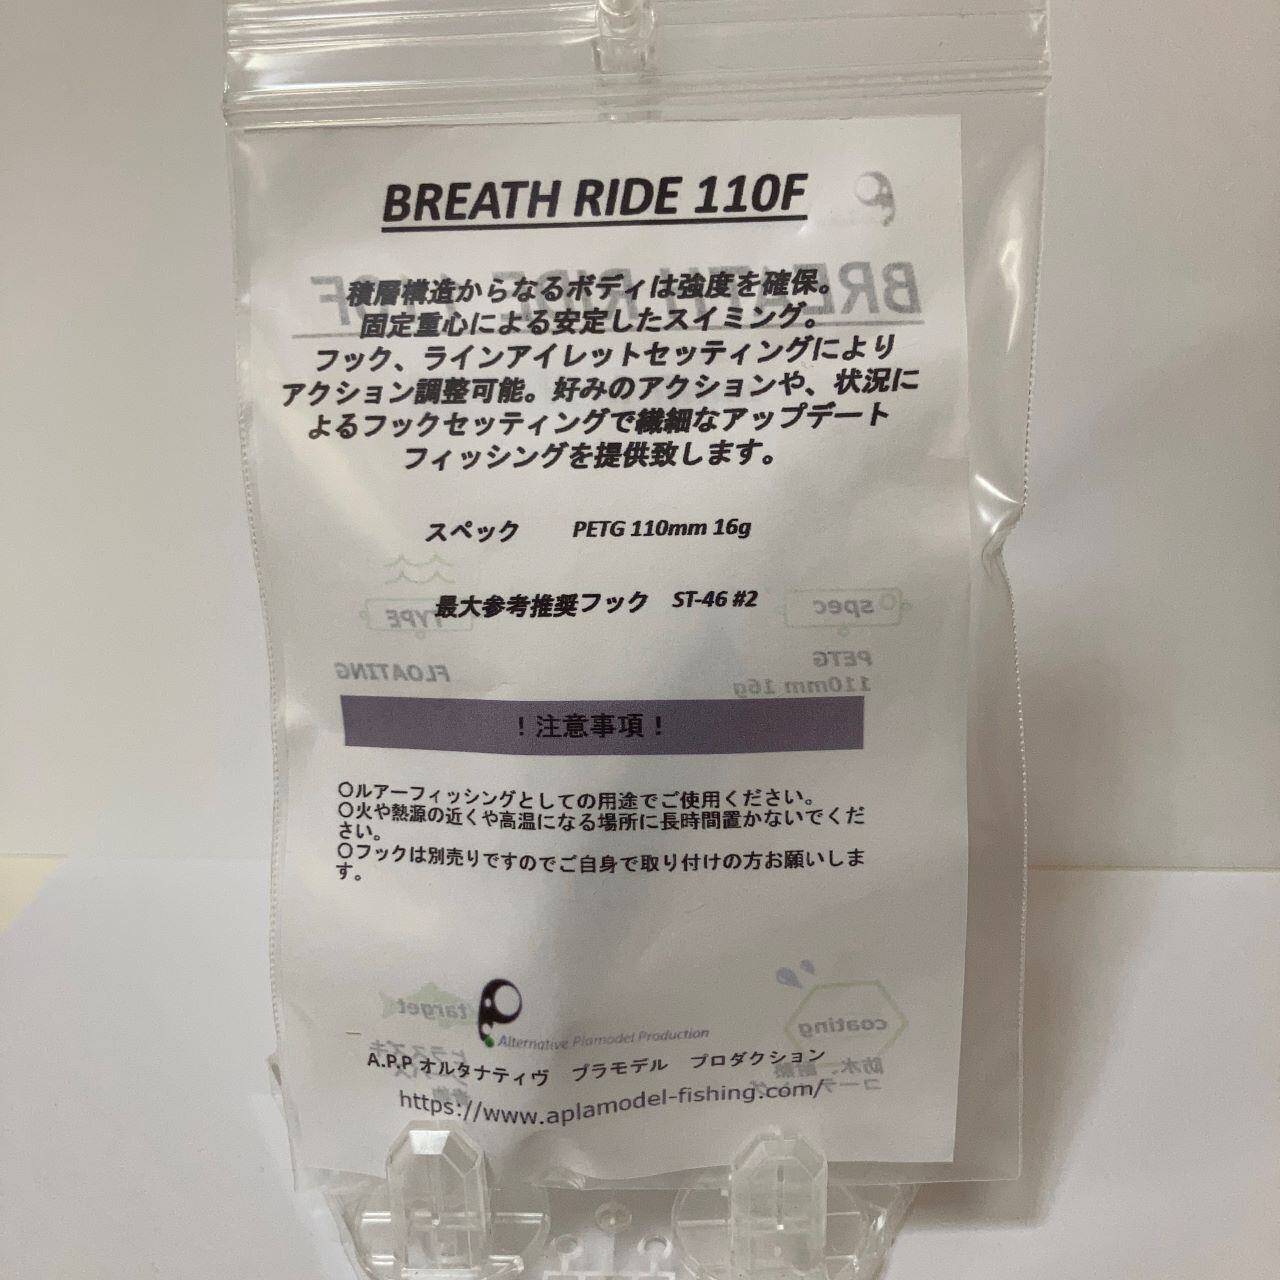 BREATH RIDE 110F
積層構造からなるボディは強度を確保。
固定重心による安定したスイミング。
フック、ラインアイレットセッティングにより
アクション調整可能。好みのアクションや、状況に
よるフックセッティングで繊細なアップデート
フィッシングを提供致します。
スペック PETG 110mm 16g
最大参考推奨フック ST-46 #2
！注意事項！
〇ルアーフィッシングとしての用途でご使用ください。
〇火や熱源の近くや高温になる場所に長時間置かないでくだ
さい。
〇フックは別売りですのでご自身で取り付けの方お願いしま
す。
Alternative Plamodel Production
A.P.P オルタナティヴ プラモデル プロダクション
https://www.aplamodel-fishing.com/
BREATH RIDE 110F
TYPE
spec
FLOATING
PETG
110mm 16g
target
coating